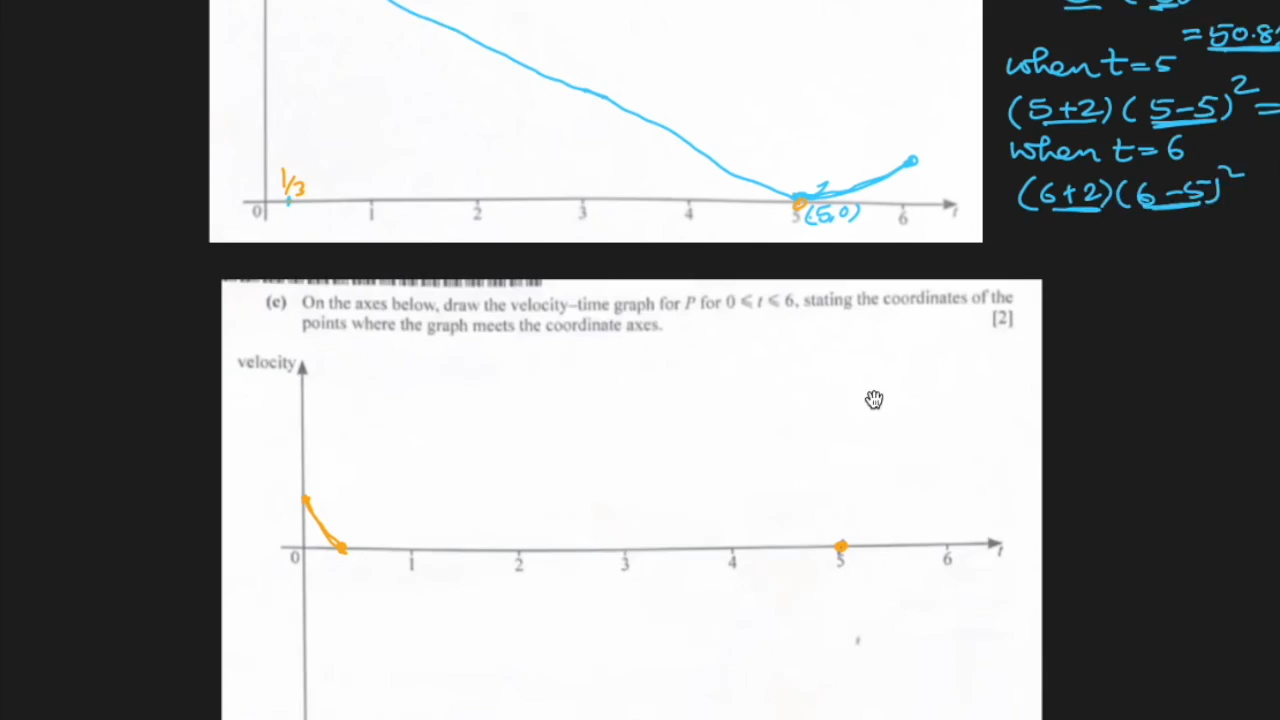 = 50.8
when t = 5
(5+2)(5-5)² =
when t = 6
(6+2)(6-5)²
1/3
0 1 2 3 4 5 6 t
(5,0)
(c) On the axes below, draw the velocity–time graph for P for 0 ⩽ t ⩽ 6, stating the coordinates of the
points where the graph meets the coordinate axes. [2]
velocity
0 1 2 3 4 5 6 t